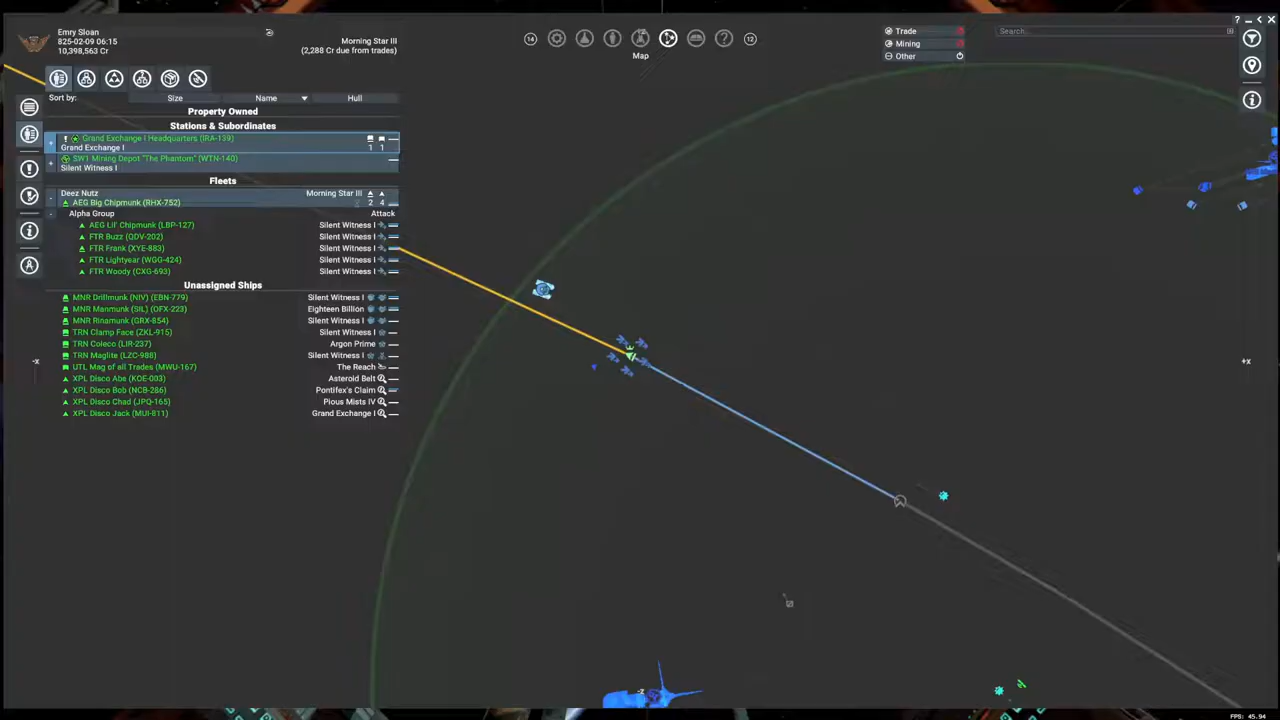 Emry Sloan
825-02-09 06:15
10,398,563 Cr
Morning Star III
(2,288 Cr due from trades)
14
12
Map
Trade
Mining
Other
Search...
Sort by:
Size
Name
Hull
Property Owned
Stations & Subordinates
Grand Exchange I Headquarters (IRA-139)
Grand Exchange I 1 1
SW1 Mining Depot "The Phantom" (WTN-140)
Silent Witness I
Fleets
Deez Nutz Morning Star III
AEG Big Chipmunk (RHX-752) 2 4
Alpha Group Attack
AEG Lil' Chipmunk (LBP-127) Silent Witness I
FTR Buzz (QDV-202) Silent Witness I
FTR Frank (XYE-883) Silent Witness I
FTR Lightyear (WGG-424) Silent Witness I
FTR Woody (CXG-693) Silent Witness I
Unassigned Ships
MNR Drillmunk (NIV) (EBN-779) Silent Witness I
MNR Manmunk (SIL) (OFX-223) Eighteen Billion
MNR Rinamunk (GRX-854) Silent Witness I
TRN Clamp Face (ZKL-915) Silent Witness I
TRN Coleco (LIR-237) Argon Prime
TRN Maglite (LZC-988) Silent Witness I
UTL Mag of all Trades (MWU-167) The Reach
XPL Disco Abe (KOE-003) Asteroid Belt
XPL Disco Bob (NCB-286) Pontifex's Claim
XPL Disco Chad (JPQ-165) Pious Mists IV
XPL Disco Jack (MUI-811) Grand Exchange I
-X
+X
-Z
FPS: 45.94